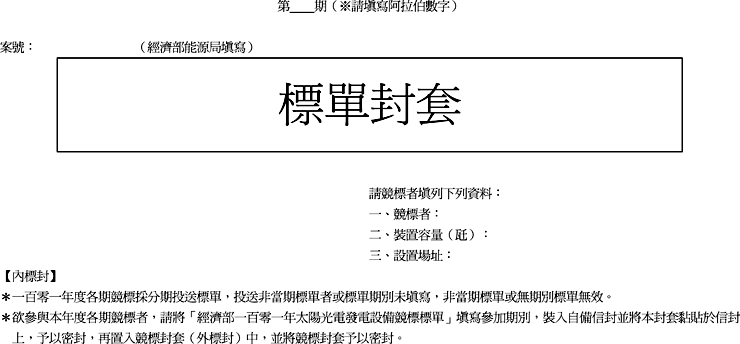 第___期（※請填寫阿拉伯數字）
案號： （經濟部能源局填寫）
標單封套
請競標者填列下列資料：
一、競標者：
二、裝置容量（瓩）：
三、設置場址：
【內標封】
＊一百零一年度各期競標採分期投送標單，投送非當期標單者或標單期別未填寫，非當期標單或無期別標單無效。
＊欲參與本年度各期競標者，請將「經濟部一百零一年太陽光電發電設備競標標單」填寫參加期別，裝入自備信封並將本封套黏貼於信封
上，予以密封，再置入競標封套（外標封）中，並將競標封套予以密封。